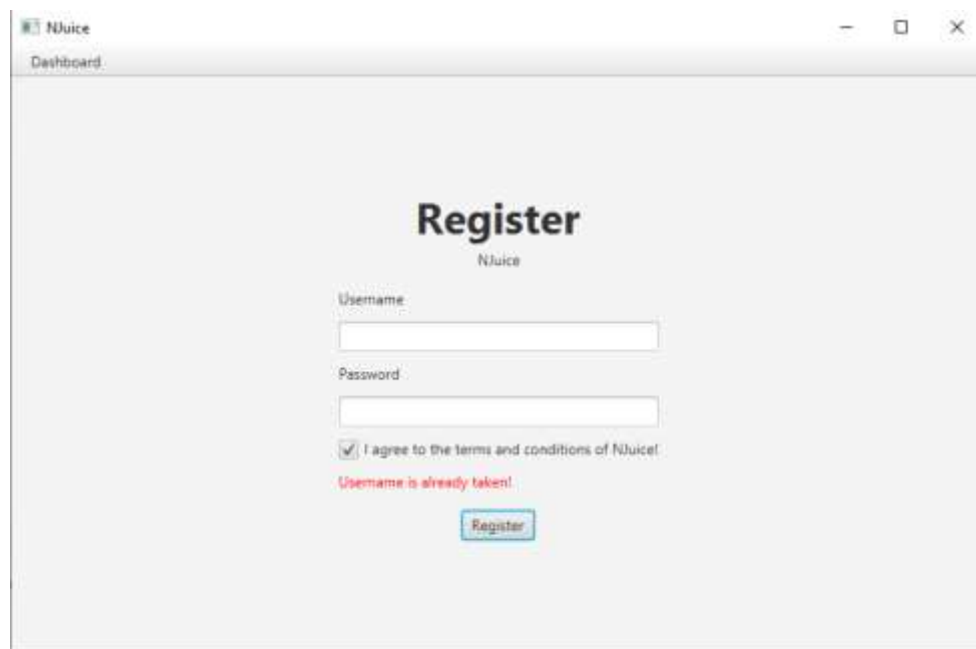 NJuice
Dashboard
Register
NJuice
Username
Password
I agree to the terms and conditions of NJuice!
Username is already taken!
Register